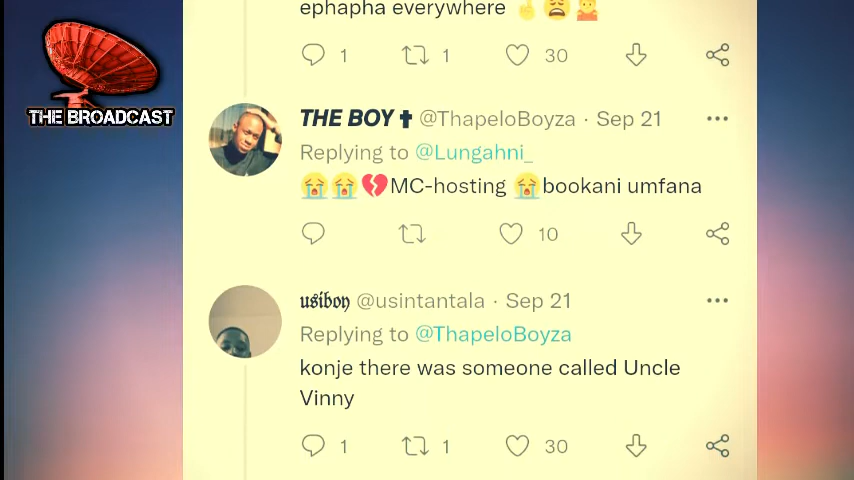 ephapha everywhere ☝️😩🤷
1 1 30
THE BROADCAST
THE BOY✝ @ThapeloBoyza · Sep 21
Replying to @Lungahni_
😭😭💔MC-hosting 😭bookani umfana
10
usiboy @usintantala · Sep 21
Replying to @ThapeloBoyza
konje there was someone called Uncle
Vinny
1 1 30